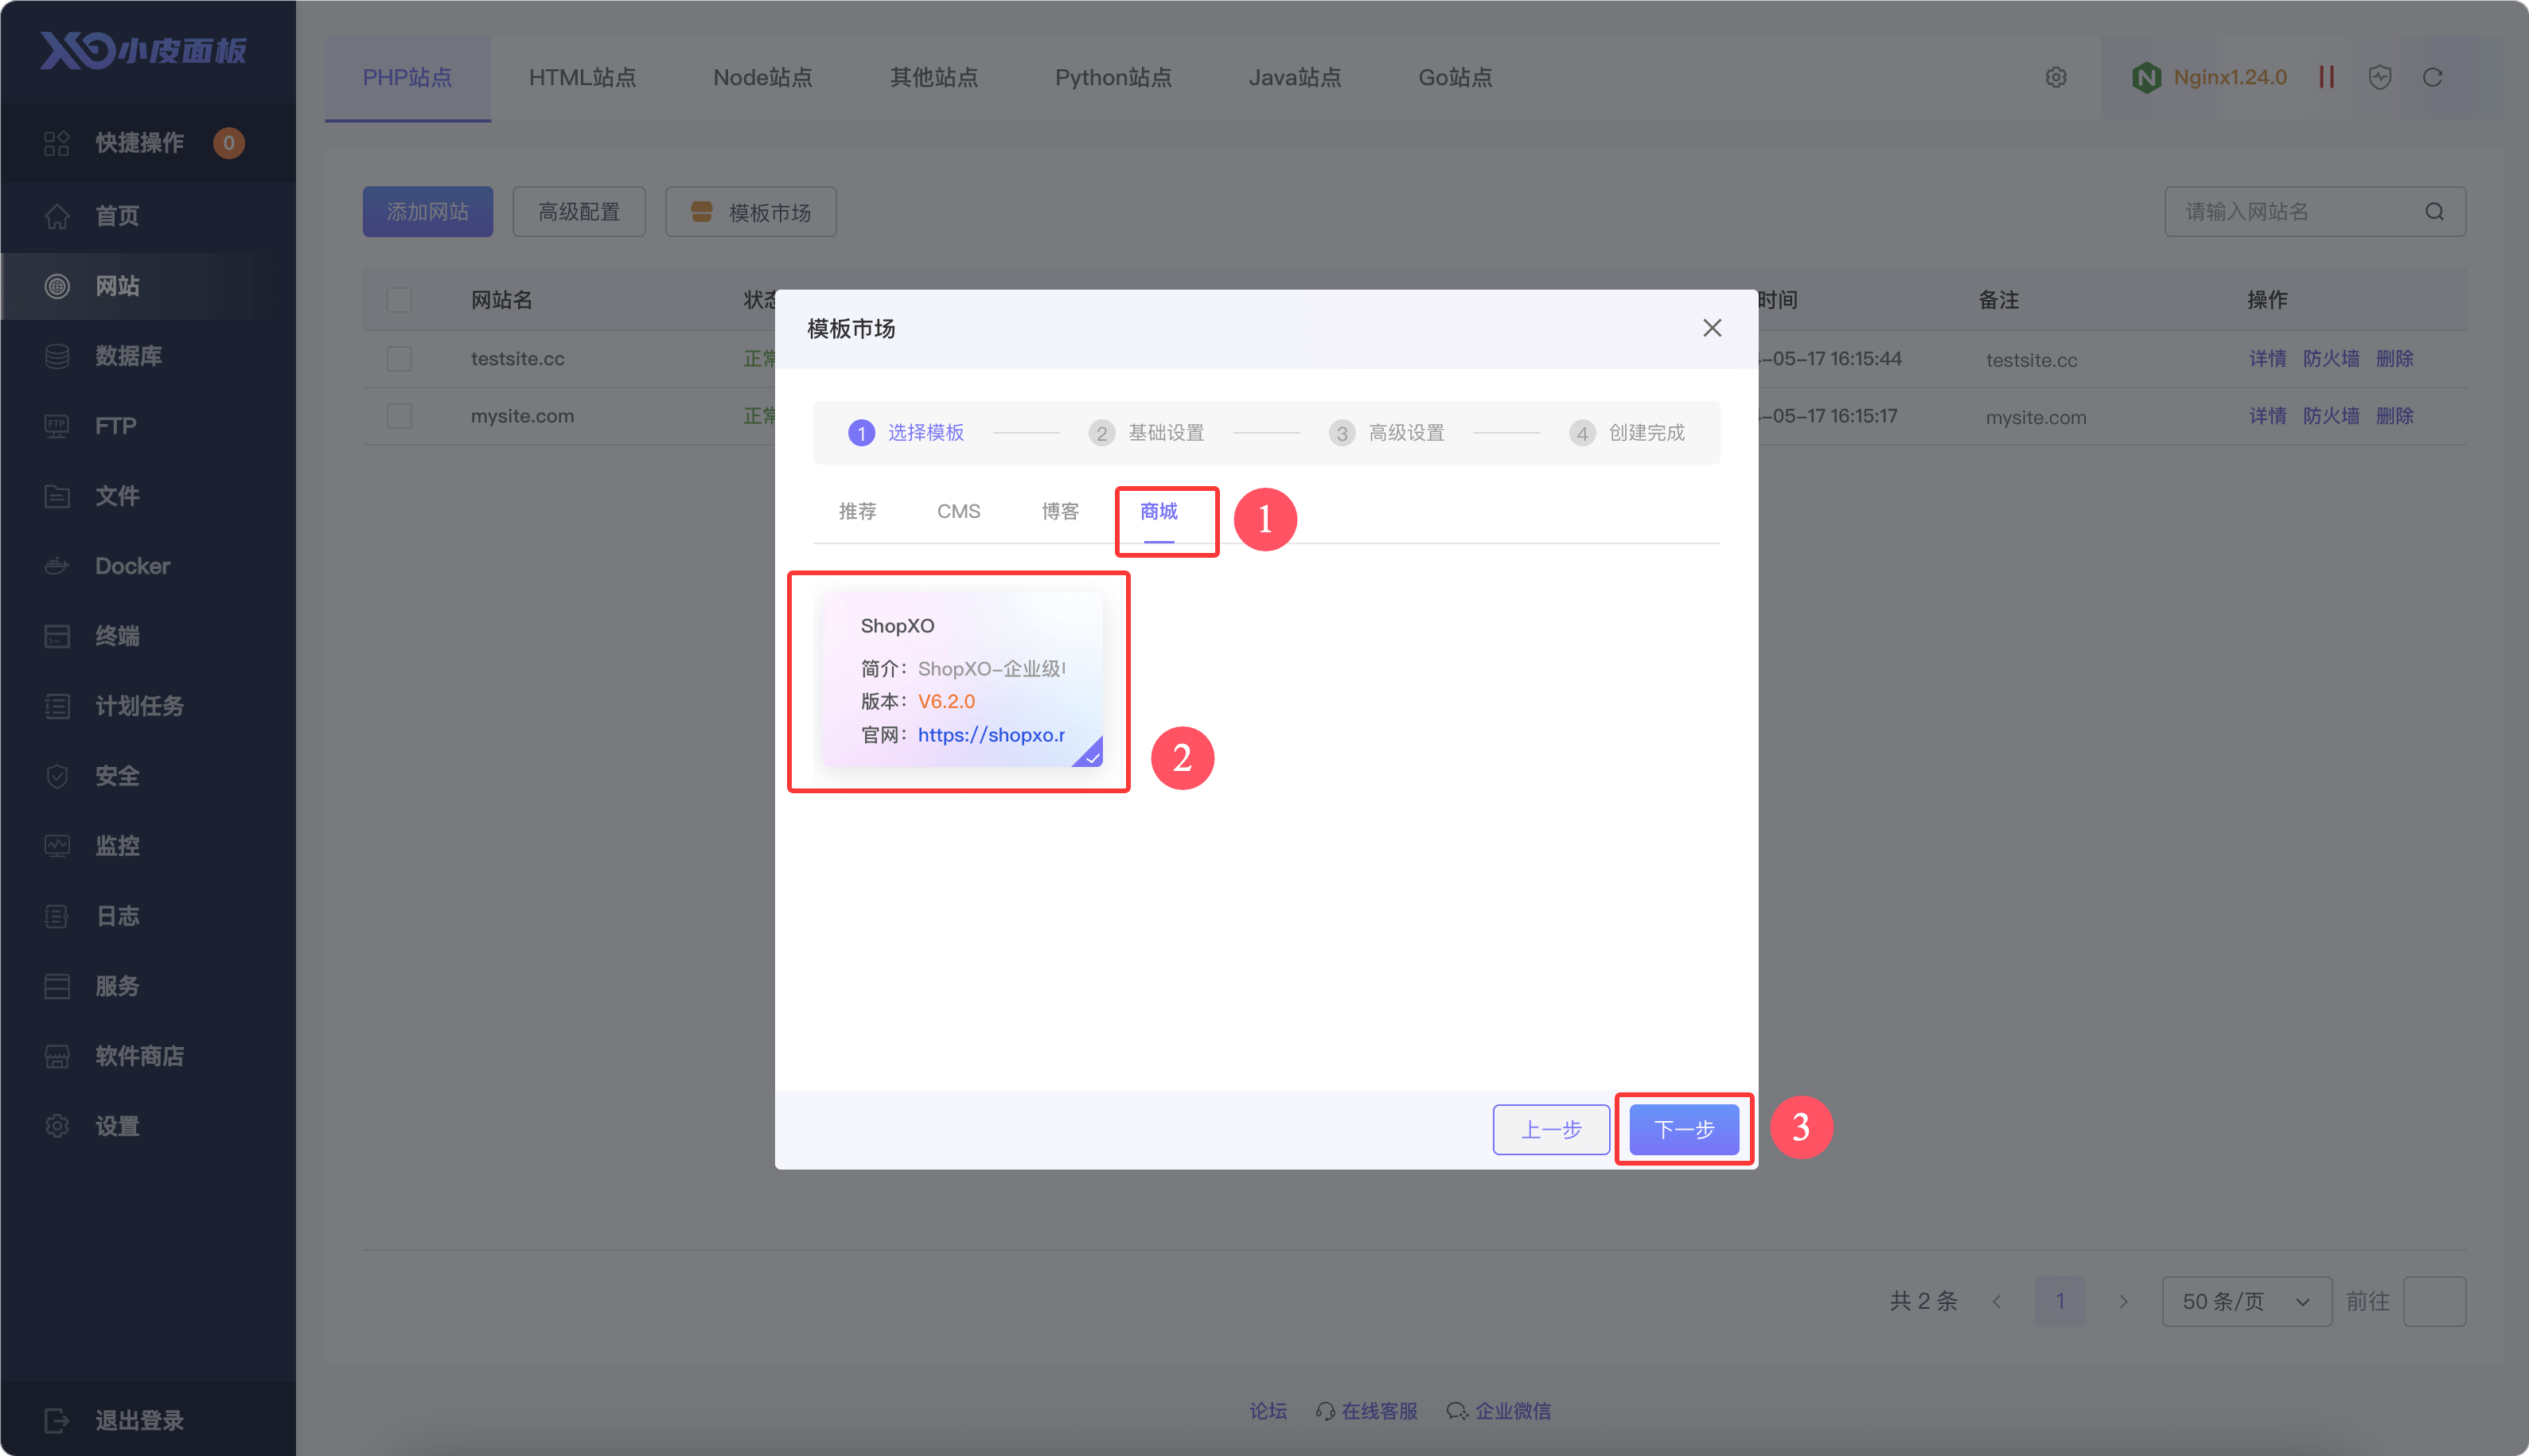 小皮面板
快捷操作 0
首页
网站
数据库
FTP
文件
Docker
终端
计划任务
安全
监控
日志
服务
软件商店
设置
退出登录
PHP站点 HTML站点 Node站点 其他站点 Python站点 Java站点 Go站点 Nginx1.24.0
添加网站 高级配置 模板市场 请输入网站名
网站名 时间 备注 操作
testsite.cc 正常 -05-17 16:15:44 testsite.cc 详情 防火墙 删除
mysite.com 正常 -05-17 16:15:17 mysite.com 详情 防火墙 删除
模板市场
1 选择模板 2 基础设置 3 高级设置 4 创建完成
推荐 CMS 博客 商城 1
ShopXO
简介： ShopXO-企业级
版本： V6.2.0
官网： https://shopxo.r
2
上一步 下一步 3
共 2 条 1 50 条/页 前往
论坛 在线客服 企业微信